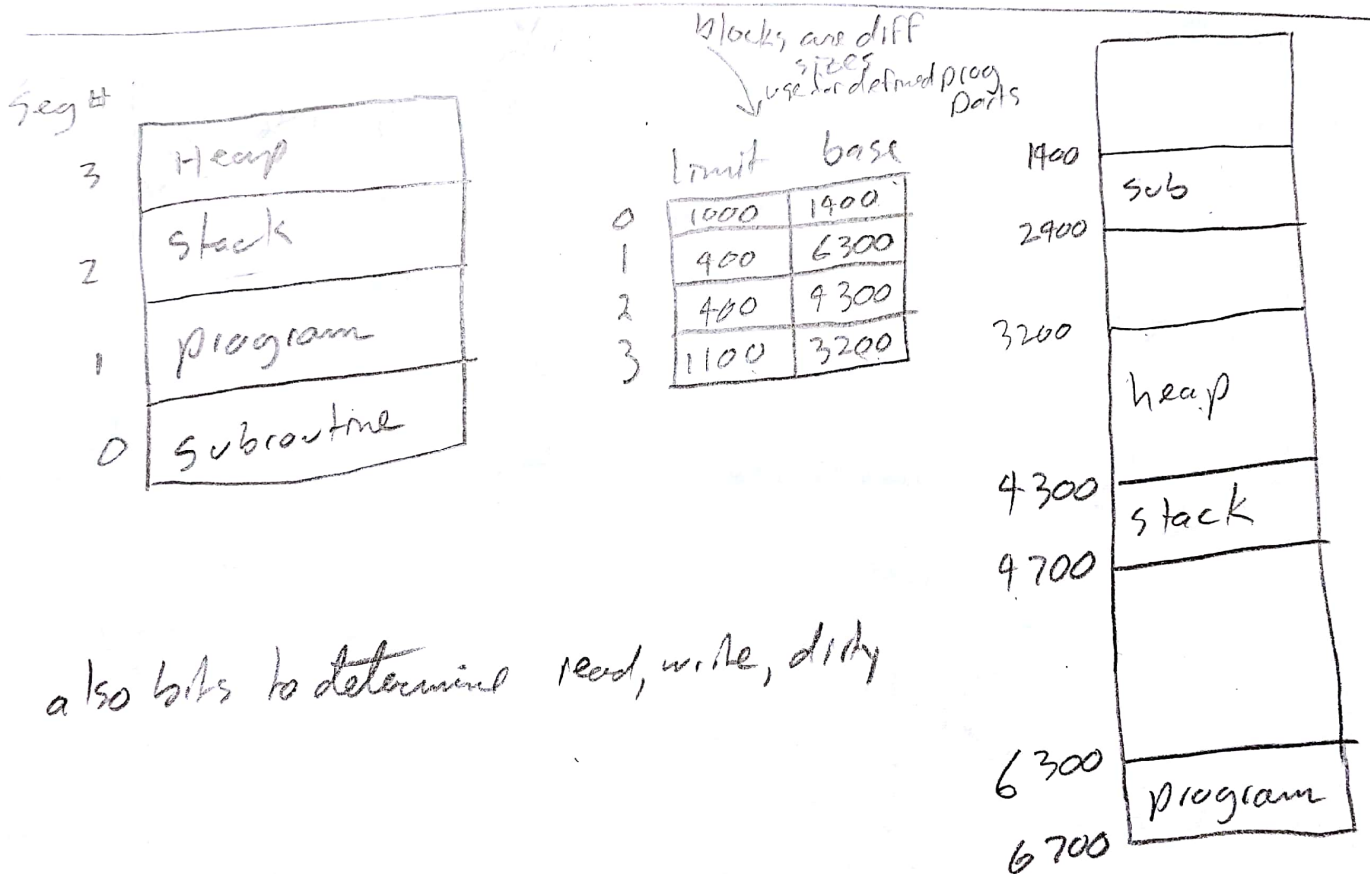 blocks are diff
sizes
user defined prog
parts
Seg #
3 Heap
2 stack
1 program
0 subroutine
limit base
0 1000 1400
1 400 6300
2 400 4300
3 1100 3200
1400
sub
2400
3200
heap
4300
stack
4700
6300
program
6700
also bits to determine read, write, dirty